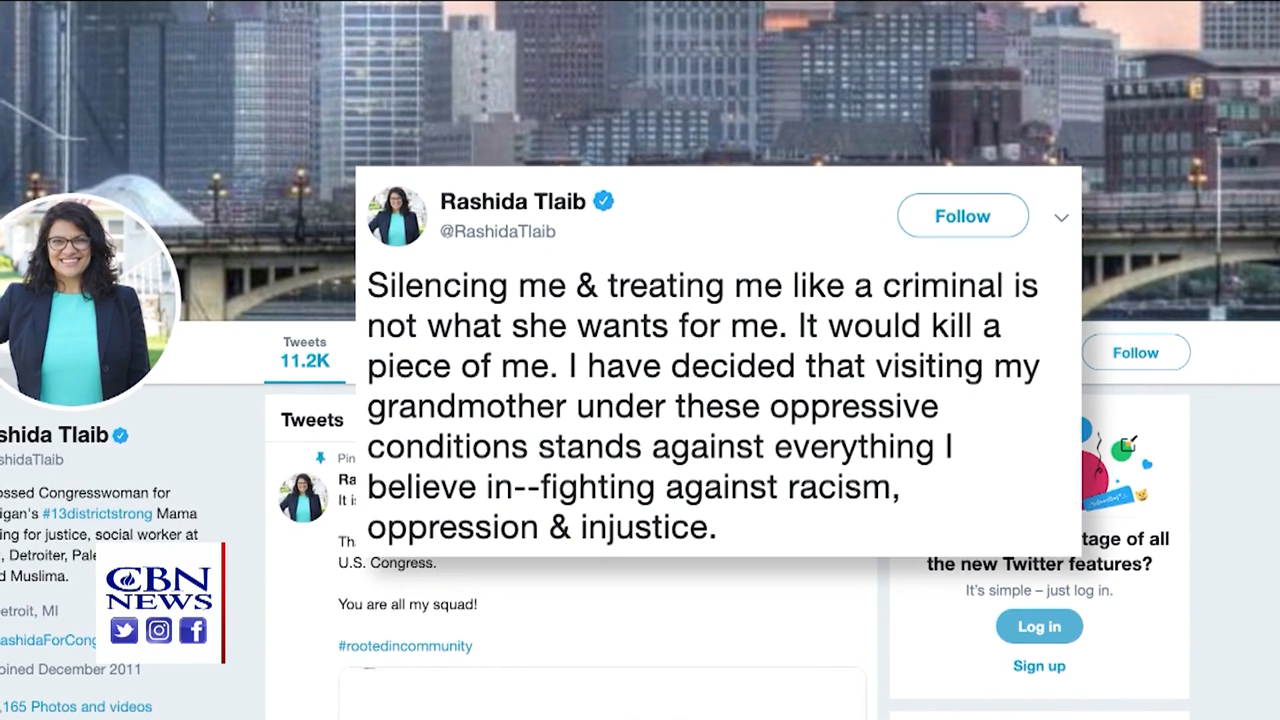 Rashida Tlaib
@RashidaTlaib
Follow
Silencing me & treating me like a criminal is
not what she wants for me. It would kill a
piece of me. I have decided that visiting my
grandmother under these oppressive
conditions stands against everything I
believe in--fighting against racism,
oppression & injustice.
Tweets
11.2K
Follow
shida Tlaib
shidaTlaib
ossed Congresswoman for
igan's #13districtstrong Mama
ing for justice, social worker at
, Detroiter, Pale
d Muslima.
etroit, MI
ashidaForCong
oined December 2011
,165 Photos and videos
CBN
NEWS
Tweets
Pin
Ra
It i
Th
U.S. Congress.
You are all my squad!
#rootedincommunity
tage of all
the new Twitter features?
It's simple – just log in.
Log in
Sign up